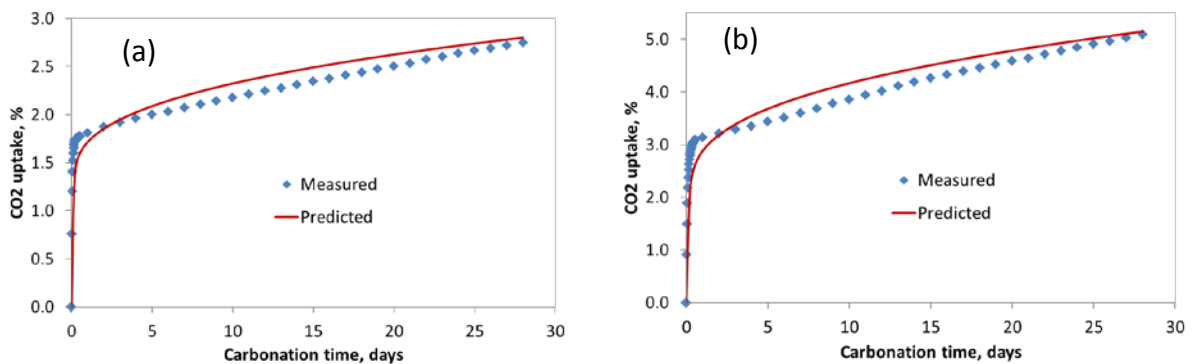 (a)
CO2 uptake, %
3.0
2.5
2.0
1.5
1.0
0.5
0.0
Measured
Predicted
0 5 10 15 20 25 30
Carbonation time, days
(b)
CO2 uptake, %
5.0
4.0
3.0
2.0
1.0
0.0
Measured
Predicted
0 5 10 15 20 25 30
Carbonation time, days